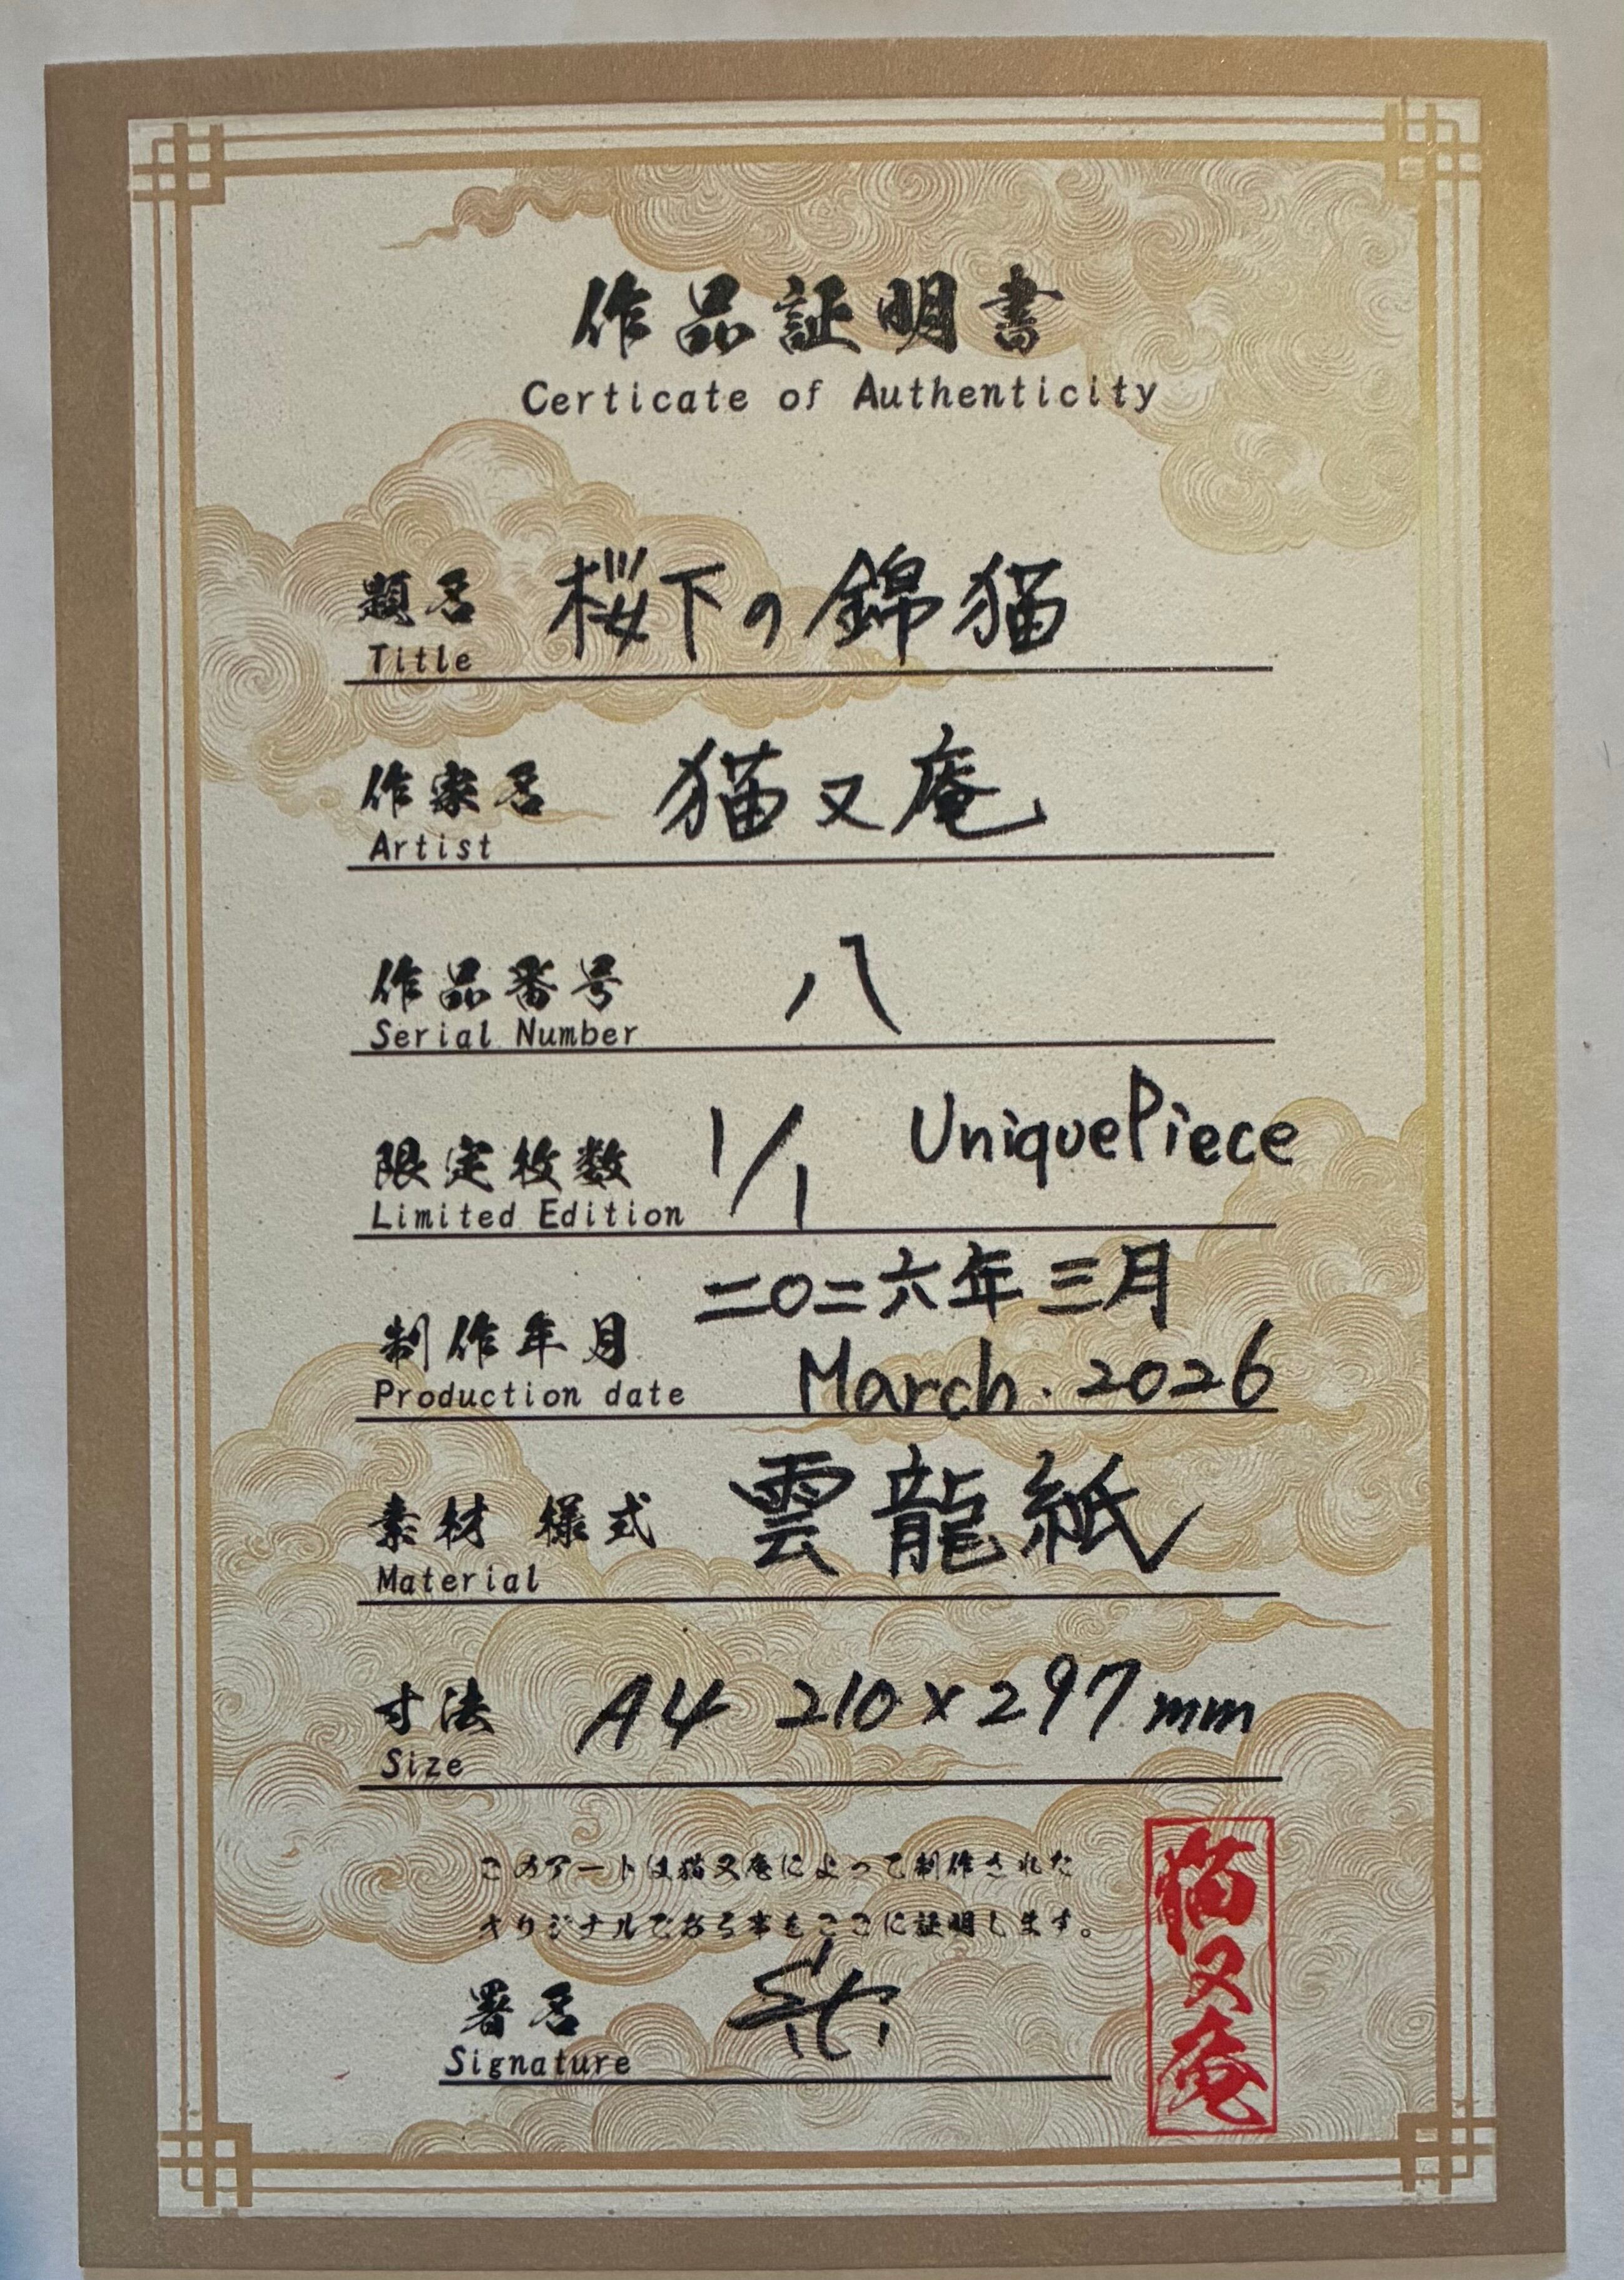 作品証明書
Certicate of Authenticity
題名 桜下の錦猫
Title
作家名 猫又庵
Artist
作品番号 八
Serial Number
限定枚数 1/1 UniquePiece
Limited Edition
二〇二六年三月
制作年月
Production date March. 2026
素材 様式 雲龍紙
Material
寸法 A4 210×297mm
Size
このアートは猫又庵によって制作された
オリジナルである事をここに証明します。
署名
Signature
猫又庵